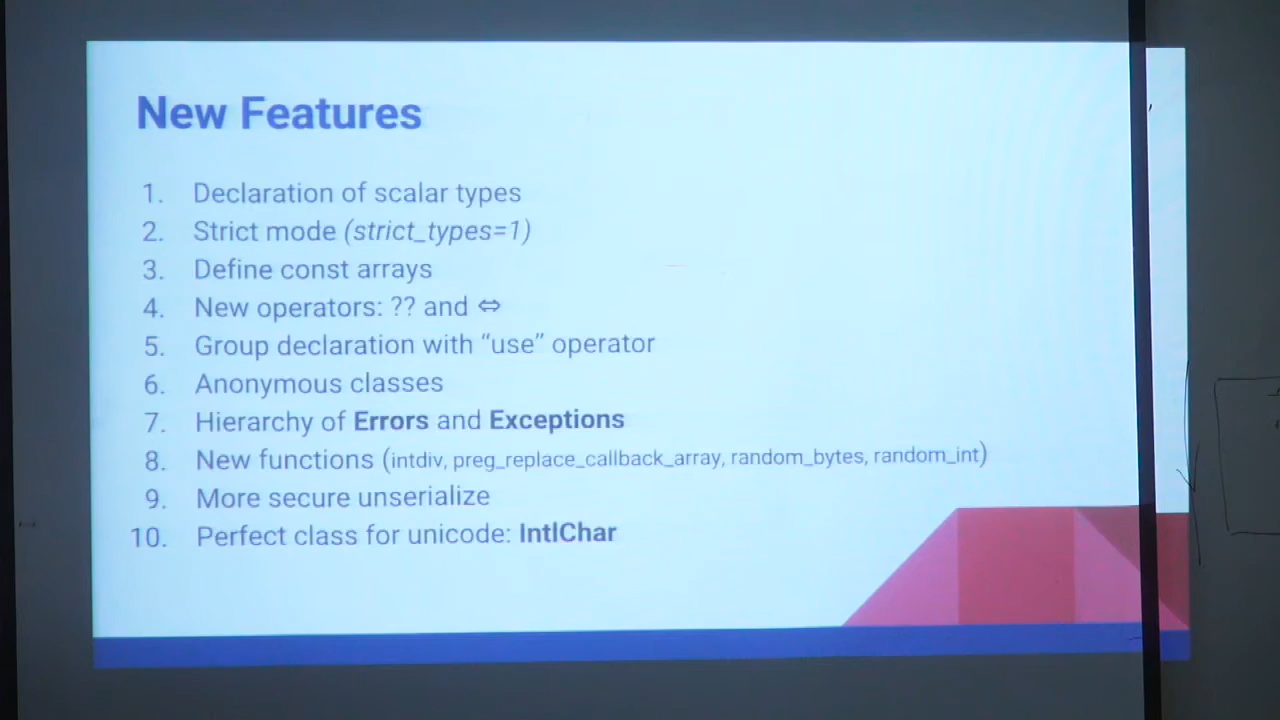 New Features
1. Declaration of scalar types
2. Strict mode (strict_types=1)
3. Define const arrays
4. New operators: ?? and ⇔
5. Group declaration with “use” operator
6. Anonymous classes
7. Hierarchy of Errors and Exceptions
8. New functions (intdiv, preg_replace_callback_array, random_bytes, random_int)
9. More secure unserialize
10. Perfect class for unicode: IntlChar